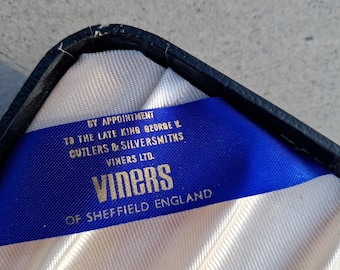 BY APPOINTMENT
TO THE LATE KING GEORGE V.
CUTLERS & SILVERSMITHS
VINERS LTD.
VINERS
OF SHEFFIELD ENGLAND